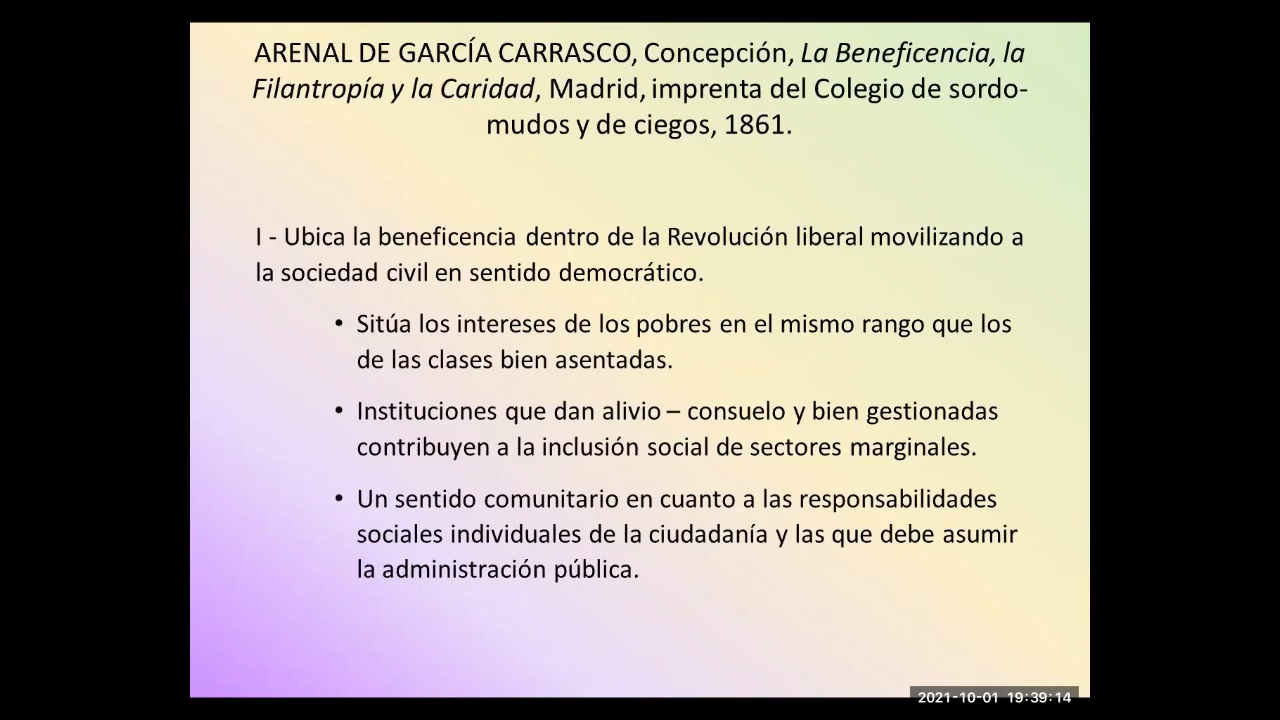 ARENAL DE GARCÍA CARRASCO, Concepción, La Beneficencia, la
Filantropía y la Caridad, Madrid, imprenta del Colegio de sordo-
mudos y de ciegos, 1861.
I - Ubica la beneficencia dentro de la Revolución liberal movilizando a
la sociedad civil en sentido democrático.
• Sitúa los intereses de los pobres en el mismo rango que los
de las clases bien asentadas.
• Instituciones que dan alivio – consuelo y bien gestionadas
contribuyen a la inclusión social de sectores marginales.
• Un sentido comunitario en cuanto a las responsabilidades
sociales individuales de la ciudadanía y las que debe asumir
la administración pública.
2021-10-01 19:39:14